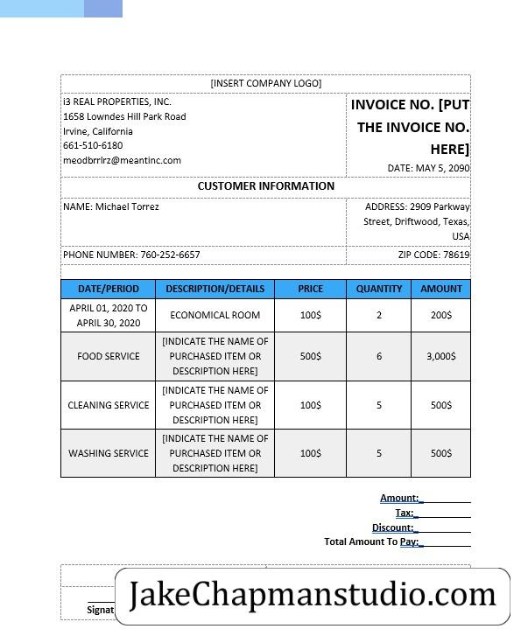 [INSERT COMPANY LOGO]
i3 REAL PROPERTIES, INC.
1658 Lowndes Hill Park Road
Irvine, California
661-510-6180
meodbrrlrz@meantinc.com
INVOICE NO. [PUT
THE INVOICE NO.
HERE]
DATE: MAY 5, 2090
CUSTOMER INFORMATION
NAME: Michael Torrez
ADDRESS: 2909 Parkway
Street, Driftwood, Texas,
USA
PHONE NUMBER: 760-252-6657
ZIP CODE: 78619
DATE/PERIOD DESCRIPTION/DETAILS PRICE QUANTITY AMOUNT
APRIL 01, 2020 TO
APRIL 30, 2020
ECONOMICAL ROOM 100$ 2 200$
FOOD SERVICE
[INDICATE THE NAME OF
PURCHASED ITEM OR
DESCRIPTION HERE]
500$ 6 3,000$
CLEANING SERVICE
[INDICATE THE NAME OF
PURCHASED ITEM OR
DESCRIPTION HERE]
100$ 5 500$
WASHING SERVICE
[INDICATE THE NAME OF
PURCHASED ITEM OR
DESCRIPTION HERE]
100$ 5 500$
Amount:_
Tax:_
Discount:_
Total Amount To Pay:_
JakeChapmanstudio.com